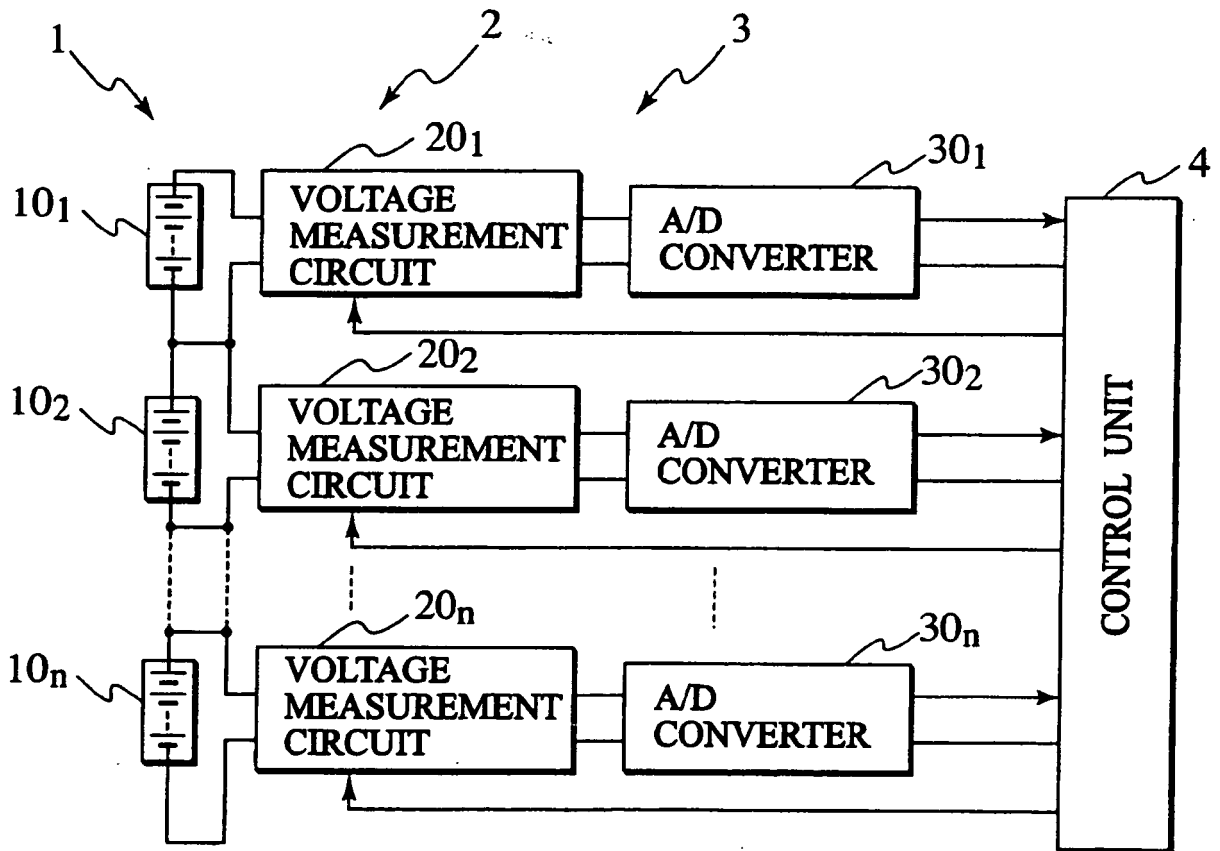 1
2
3
20₁
30₁
4
10₁
VOLTAGE
MEASUREMENT
CIRCUIT
A/D
CONVERTER
20₂
30₂
10₂
VOLTAGE
MEASUREMENT
CIRCUIT
A/D
CONVERTER
CONTROL UNIT
20n
30n
10n
VOLTAGE
MEASUREMENT
CIRCUIT
A/D
CONVERTER